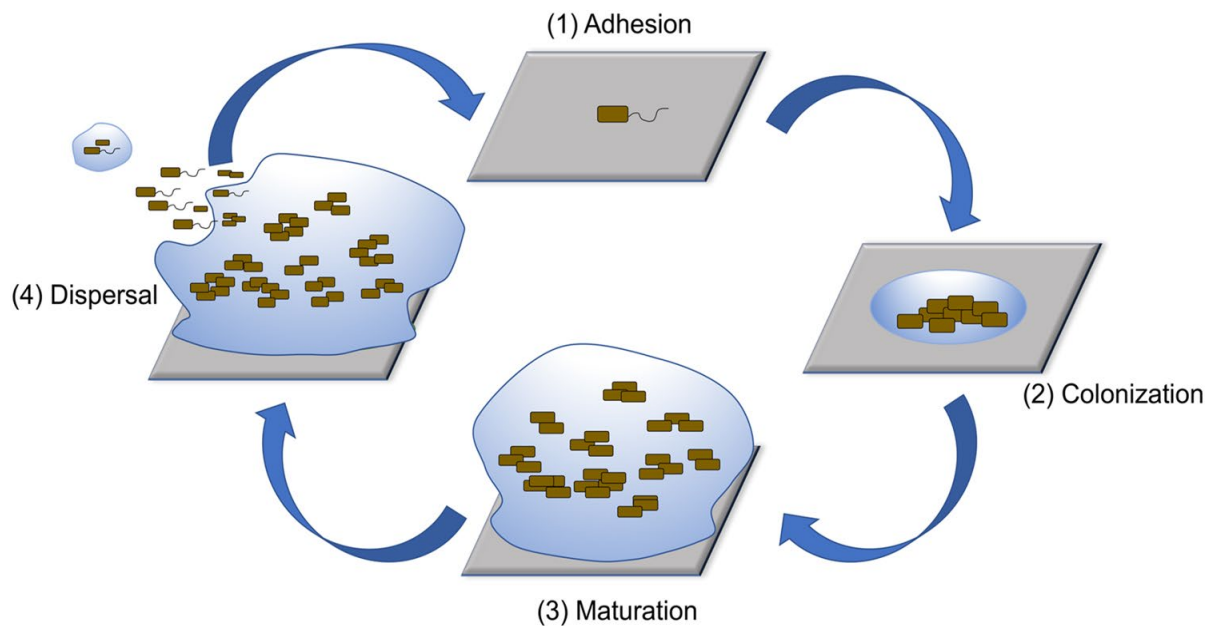 (1) Adhesion
(2) Colonization
(3) Maturation
(4) Dispersal